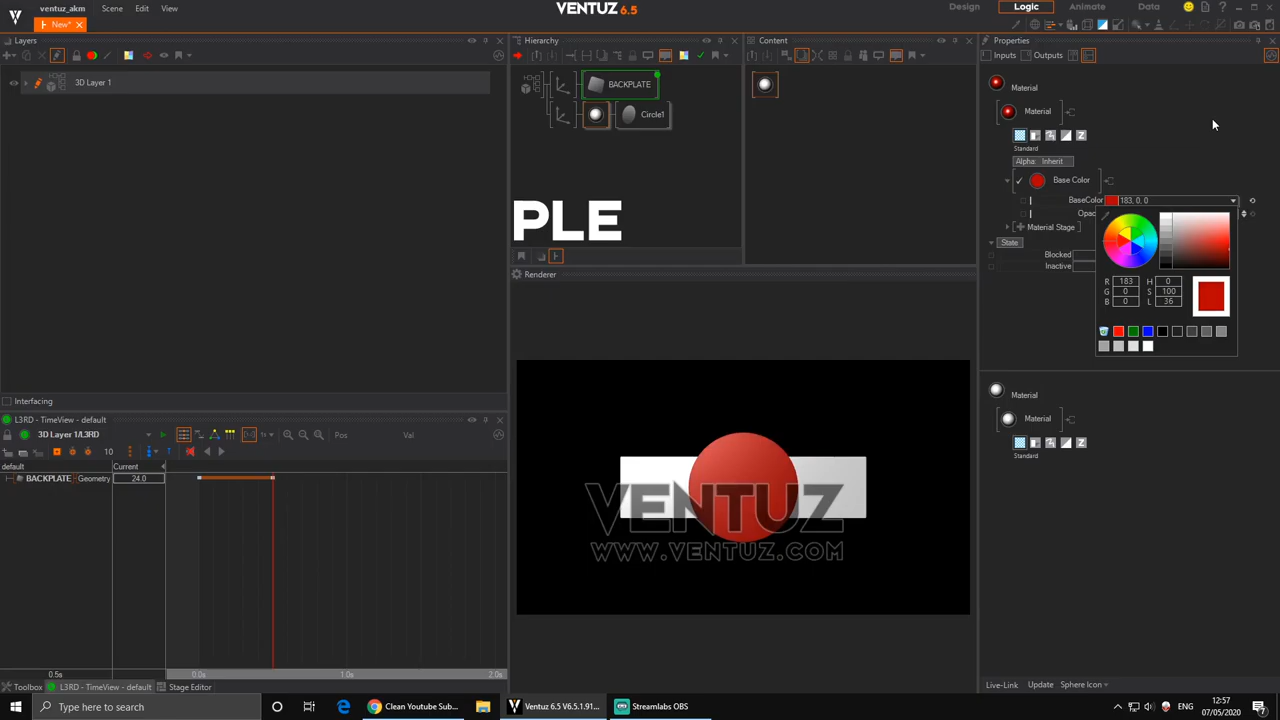 ventuz_akm Scene Edit View VENTUZ 6.5 Design Logic Animate Data
New*
Layers Hierarchy Content Properties
Inputs Outputs
3D Layer 1
BACKPLATE
Circle1
PLE
Material
Material
Standard
Alpha: Inherit
Base Color
BaseColor 183, 0, 0
Opa
Material Stage
State
Blocked
Inactive
R 183 H 0
G 0 S 100
B 0 L 36
Renderer
Material
Material
Standard
VENTUZ
WWW.VENTUZ.COM
Interfacing
L3RD - TimeView - default
3D Layer 1/L3RD
Pos Val
10
default Current
BACKPLATE Geometry 24.0
0.5s 0.0s 1.0s 2.0s
Toolbox L3RD - TimeView - default Stage Editor
Live-Link Update Sphere Icon
Type here to search
Clean Youtube Sub...
Ventuz 6.5 V6.5.1.91...
Streamlabs OBS
ENG
12:57
07/05/2020